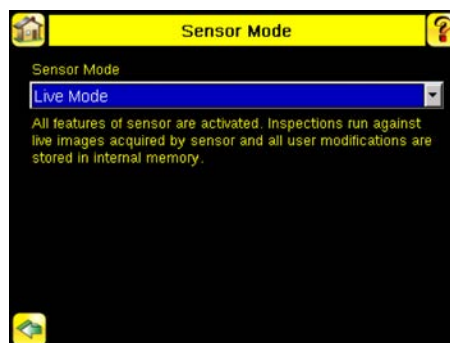 Sensor Mode
?
Sensor Mode
Live Mode
All features of sensor are activated. Inspections run against
live images acquired by sensor and all user modifications are
stored in internal memory.